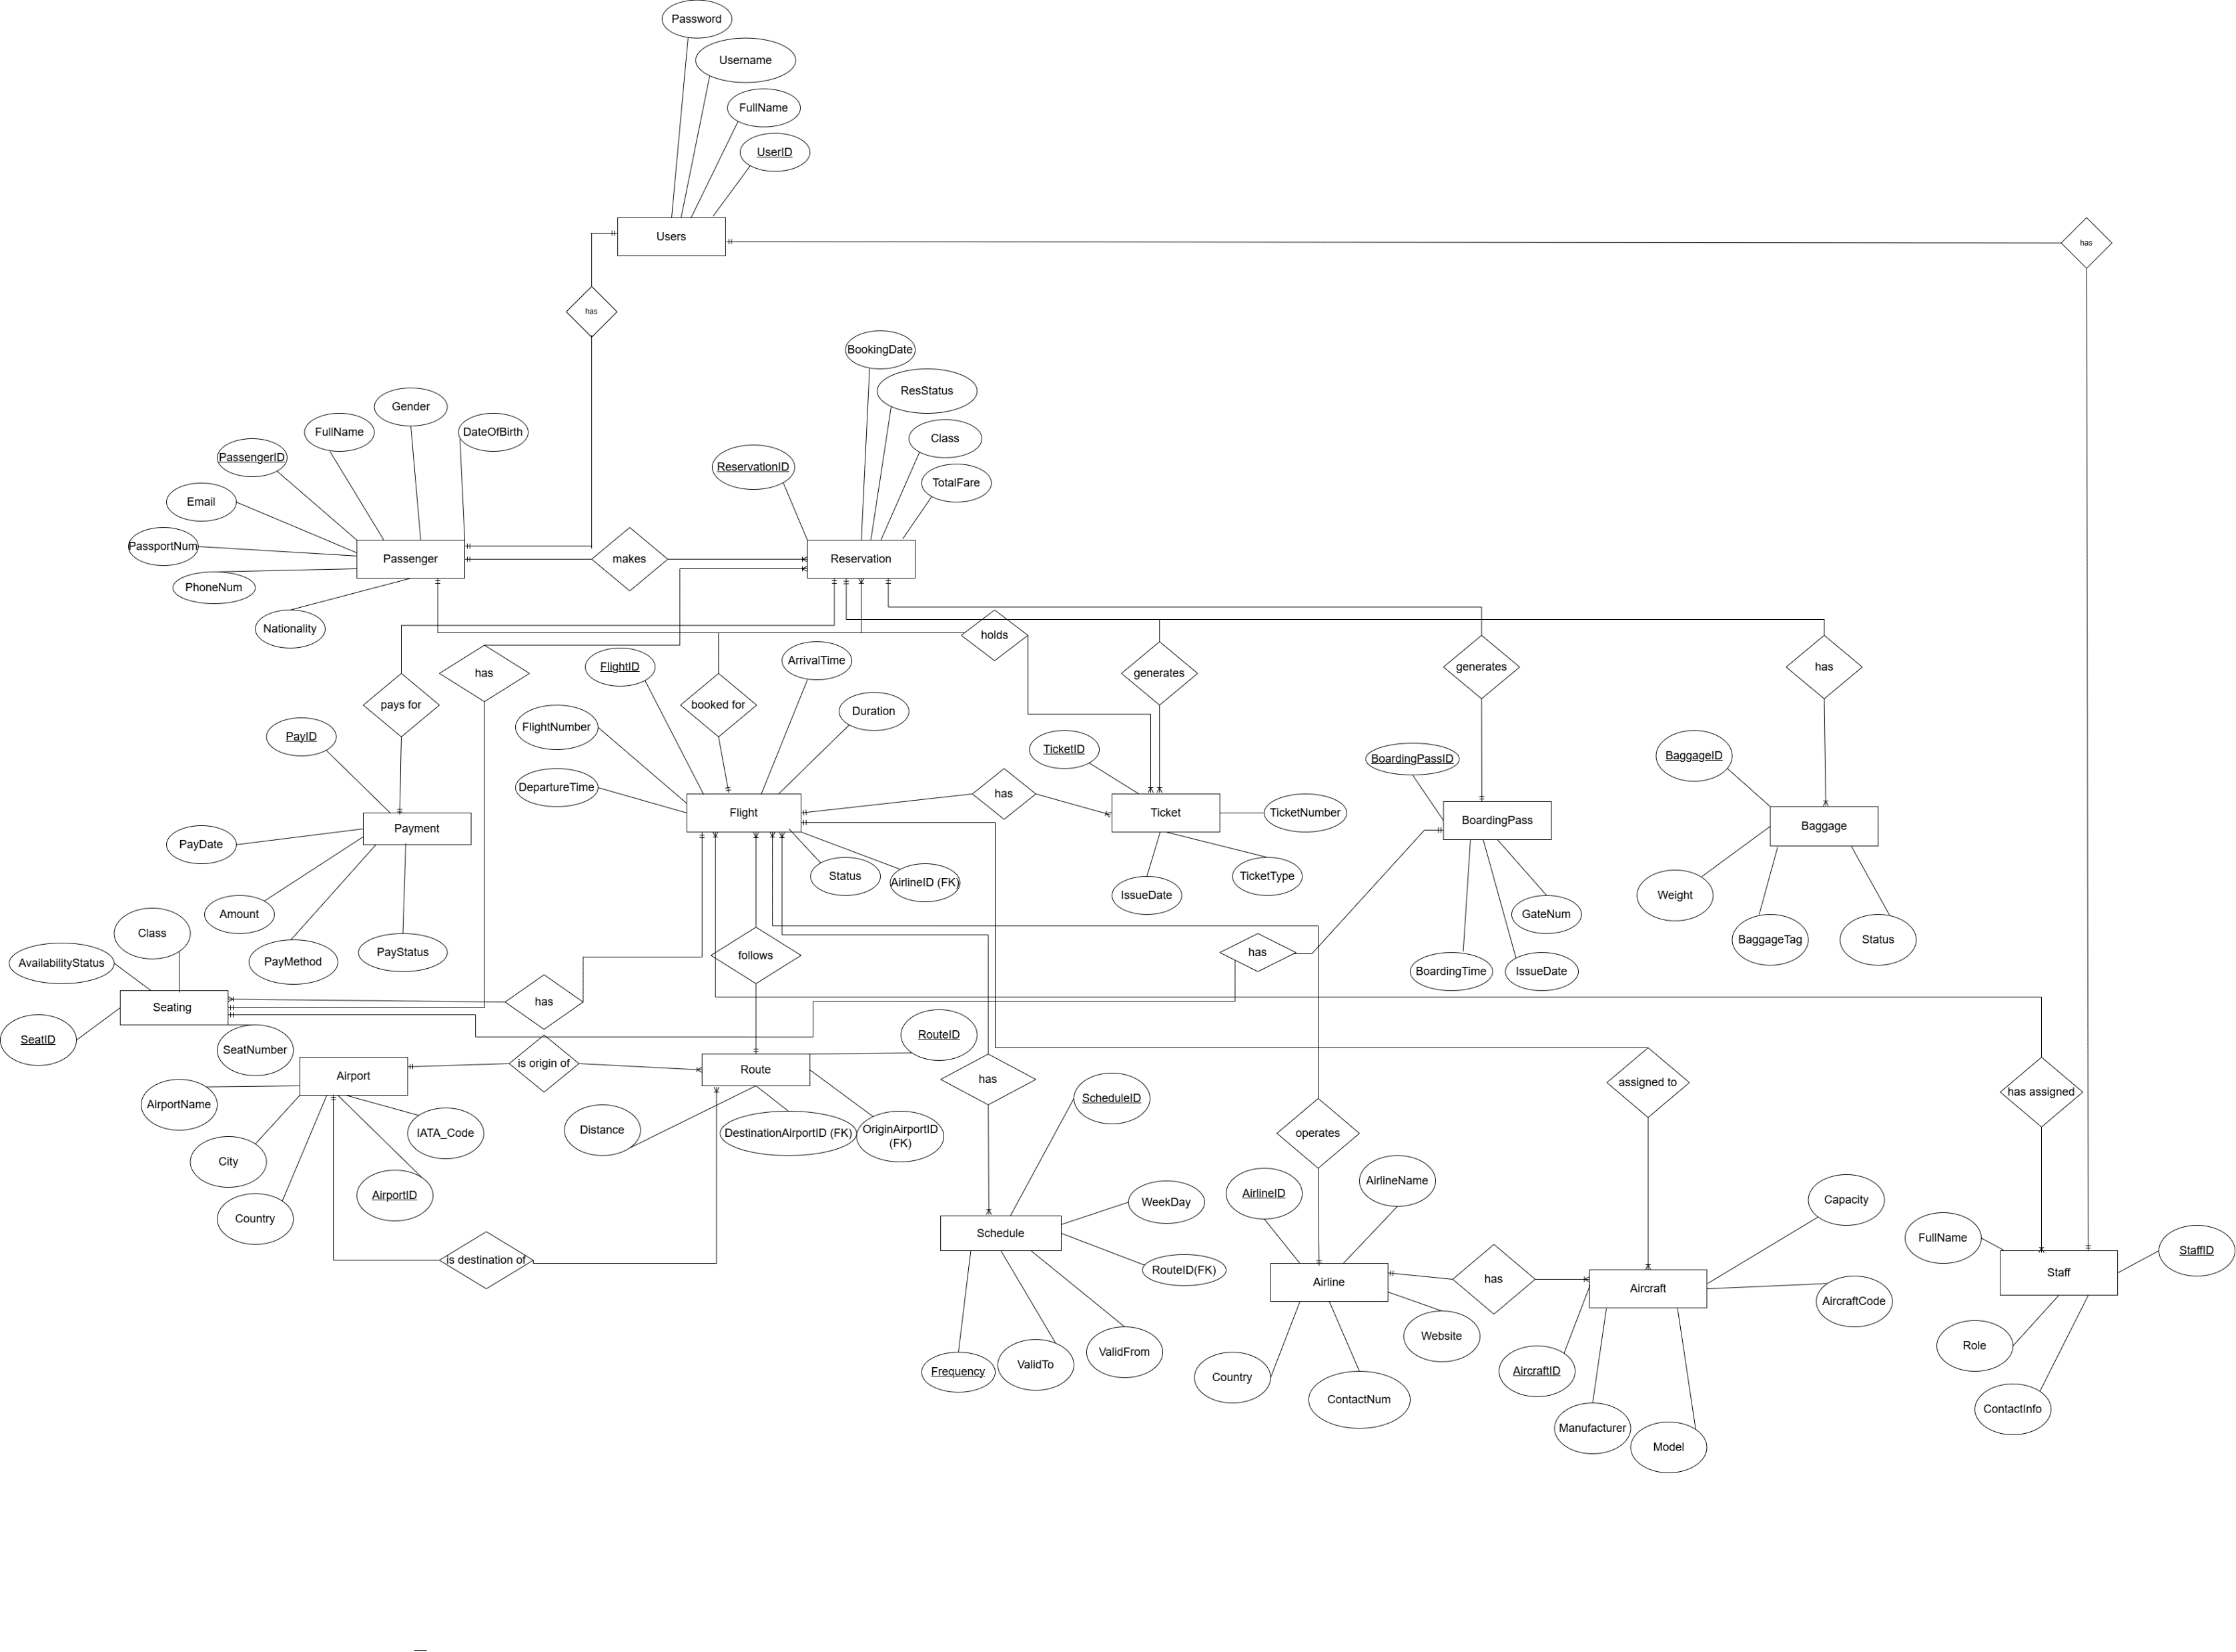 Password
Username
FullName
UserID
Users
has
has
BookingDate
ResStatus
Class
TotalFare
ReservationID
Gender
FullName
DateOfBirth
PassengerID
Email
PassportNum
PhoneNum
Nationality
Passenger
makes
Reservation
holds
generates
generates
has
has
pays for
booked for
FlightID
ArrivalTime
Duration
FlightNumber
DepartureTime
PayID
PayDate
Amount
PayMethod
PayStatus
Payment
Flight
has
TicketID
Ticket
TicketNumber
TicketType
IssueDate
Status
AirlineID (FK)
BoardingPassID
BoardingPass
GateNum
BoardingTime
IssueDate
BaggageID
Baggage
Weight
BaggageTag
Status
Class
AvailabilityStatus
Seating
SeatID
SeatNumber
has
follows
has
Airport
is origin of
Route
RouteID
AirportName
City
Country
AirportID
IATA_Code
Distance
DestinationAirportID (FK)
OriginAirportID
(FK)
is destination of
has
ScheduleID
WeekDay
Schedule
RouteID(FK)
Frequency
ValidTo
ValidFrom
operates
assigned to
has assigned
AirlineID
AirlineName
Airline
has
Aircraft
Country
ContactNum
Website
AircraftID
Manufacturer
Model
Capacity
AircraftCode
FullName
Staff
StaffID
Role
ContactInfo